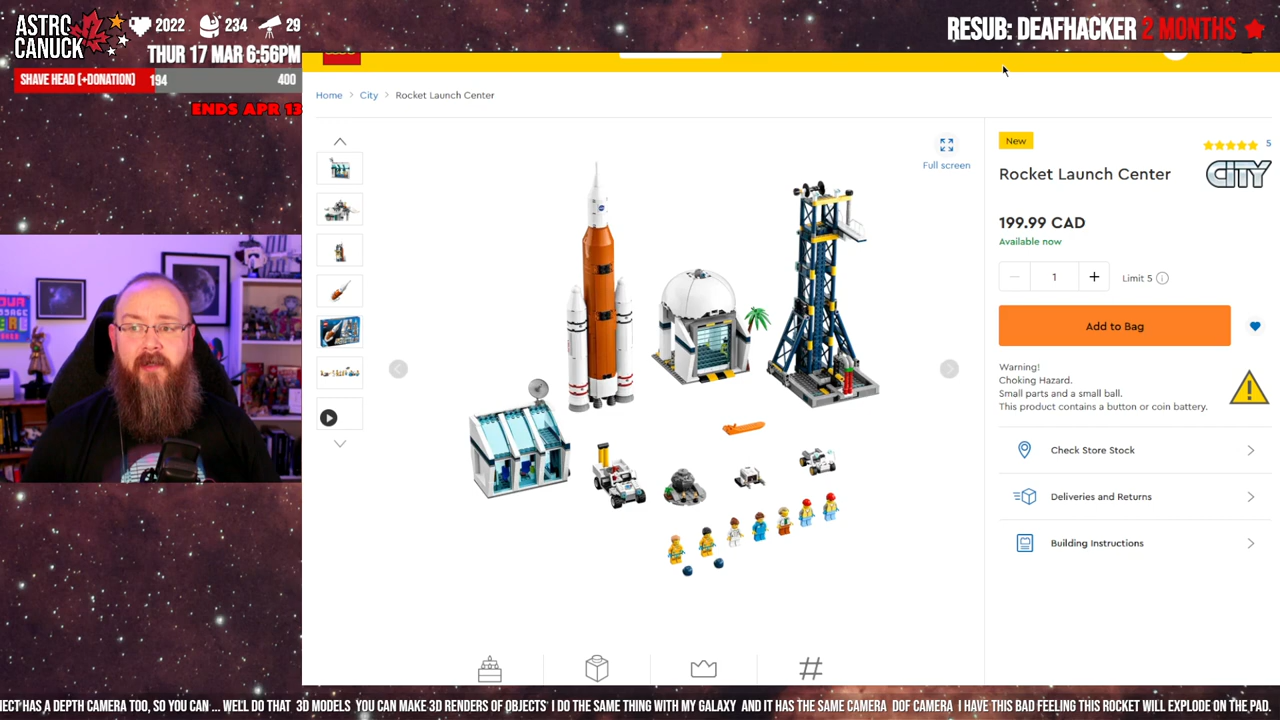 ASTRO
CANUCK
2022
234
29
THUR 17 MAR 6:56PM
SHAVE HEAD (+DONATION)
194
400
ENDS APR 13
RESUB: DEAFHACKER 2 MONTHS
Home > City > Rocket Launch Center
Full screen
New
5
Rocket Launch Center
CITY
199.99 CAD
Available now
1
Limit 5
Add to Bag
Warning!
Choking Hazard.
Small parts and a small ball.
This product contains a button or coin battery.
Check Store Stock
Deliveries and Returns
Building Instructions
NECT HAS A DEPTH CAMERA TOO, SO YOU CAN ... WELL DO THAT 3D MODELS YOU CAN MAKE 3D RENDERS OF OBJECTS I DO THE SAME THING WITH MY GALAXY AND IT HAS THE SAME CAMERA DOF CAMERA I HAVE THIS BAD FEELING THIS ROCKET WILL EXPLODE ON THE PAD.